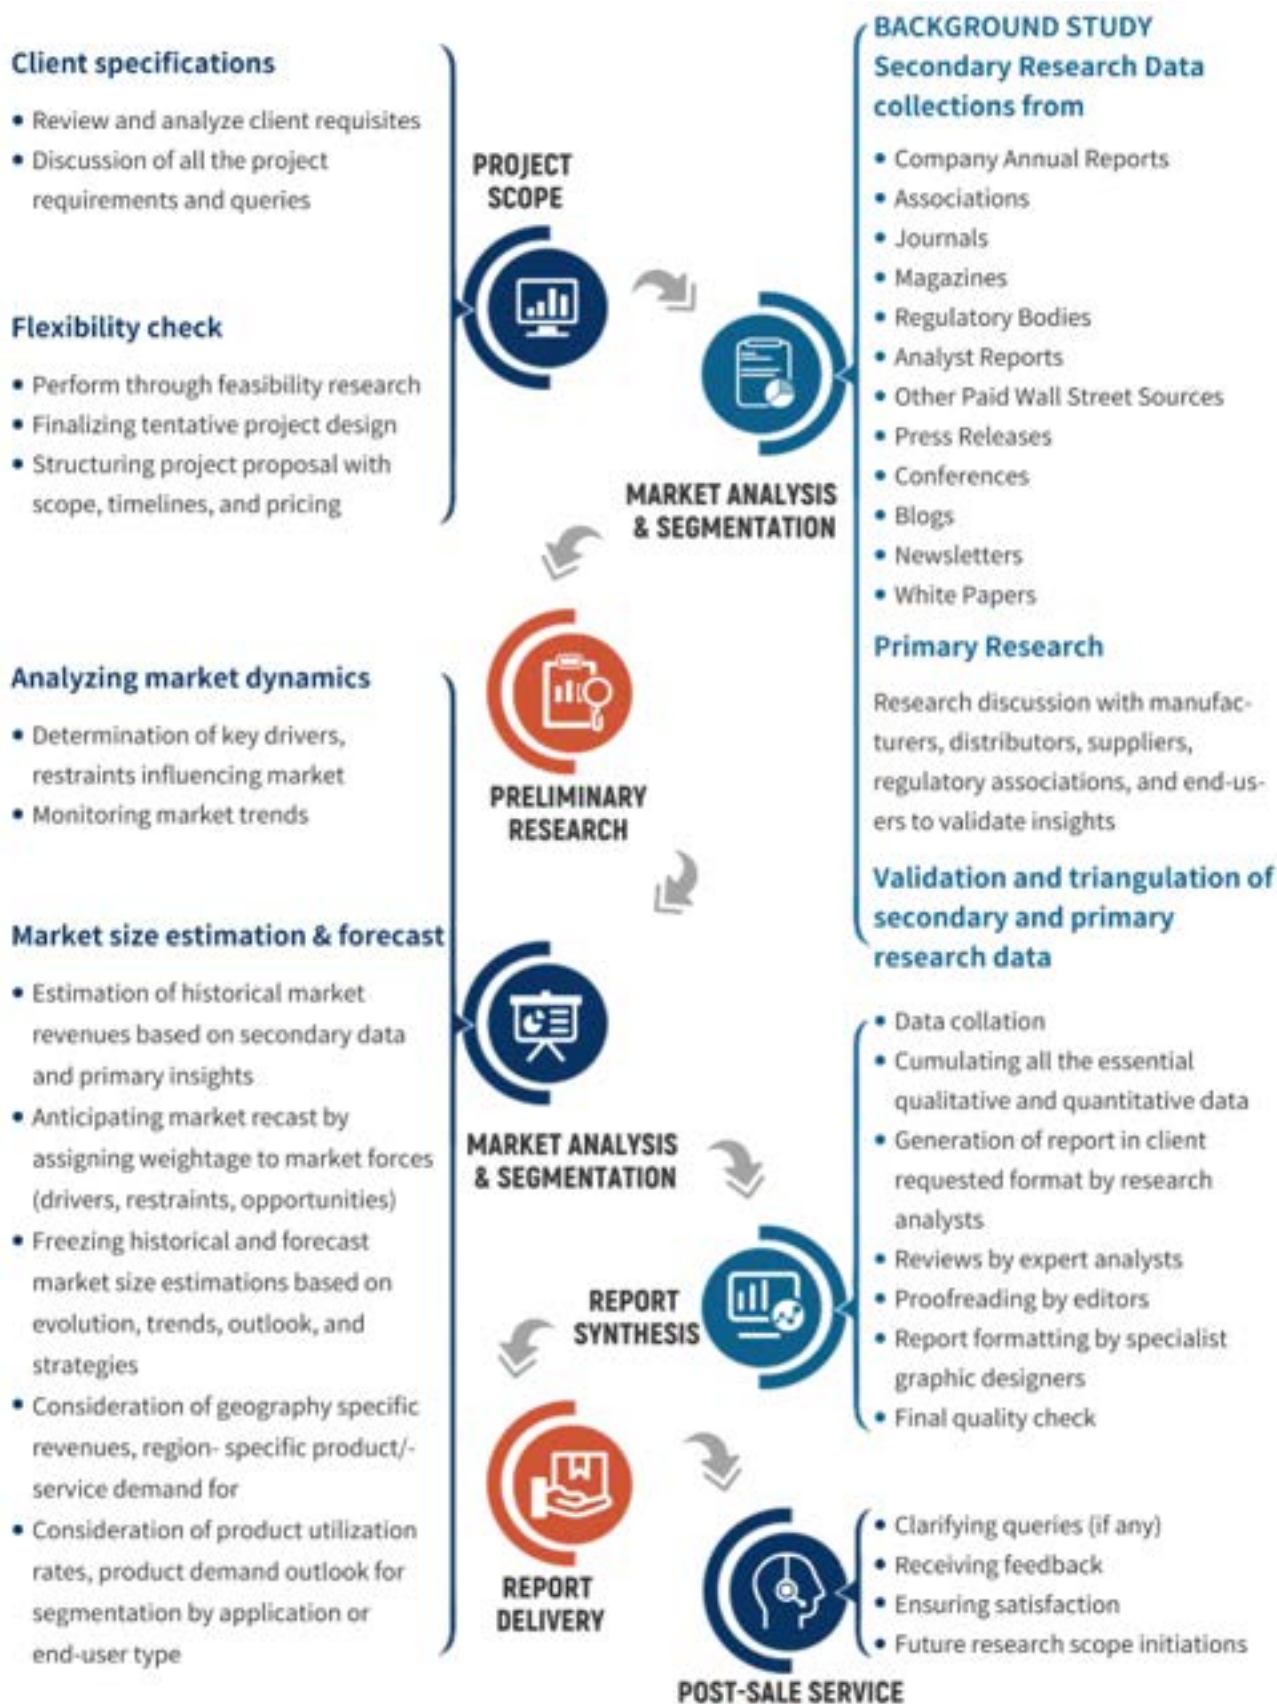 Client specifications
• Review and analyze client requisites
• Discussion of all the project
requirements and queries
Flexibility check
• Perform through feasibility research
• Finalizing tentative project design
• Structuring project proposal with
scope, timelines, and pricing
PROJECT
SCOPE
BACKGROUND STUDY
Secondary Research Data
collections from
• Company Annual Reports
• Associations
• Journals
• Magazines
• Regulatory Bodies
• Analyst Reports
• Other Paid Wall Street Sources
• Press Releases
• Conferences
• Blogs
• Newsletters
• White Papers
Primary Research
Research discussion with manufac-
turers, distributors, suppliers,
regulatory associations, and end-us-
ers to validate insights
Validation and triangulation of
secondary and primary
research data
MARKET ANALYSIS
& SEGMENTATION
PRELIMINARY
RESEARCH
Analyzing market dynamics
• Determination of key drivers,
restraints influencing market
• Monitoring market trends
Market size estimation & forecast
• Estimation of historical market
revenues based on secondary data
and primary insights
• Anticipating market recast by
assigning weightage to market forces
(drivers, restraints, opportunities)
• Freezing historical and forecast
market size estimations based on
evolution, trends, outlook, and
strategies
• Consideration of geography specific
revenues, region- specific product/-
service demand for
• Consideration of product utilization
rates, product demand outlook for
segmentation by application or
end-user type
MARKET ANALYSIS
& SEGMENTATION
REPORT
SYNTHESIS
• Data collation
• Cumulating all the essential
qualitative and quantitative data
• Generation of report in client
requested format by research
analysts
• Reviews by expert analysts
• Proofreading by editors
• Report formatting by specialist
graphic designers
• Final quality check
REPORT
DELIVERY
• Clarifying queries (if any)
• Receiving feedback
• Ensuring satisfaction
• Future research scope initiations
POST-SALE SERVICE